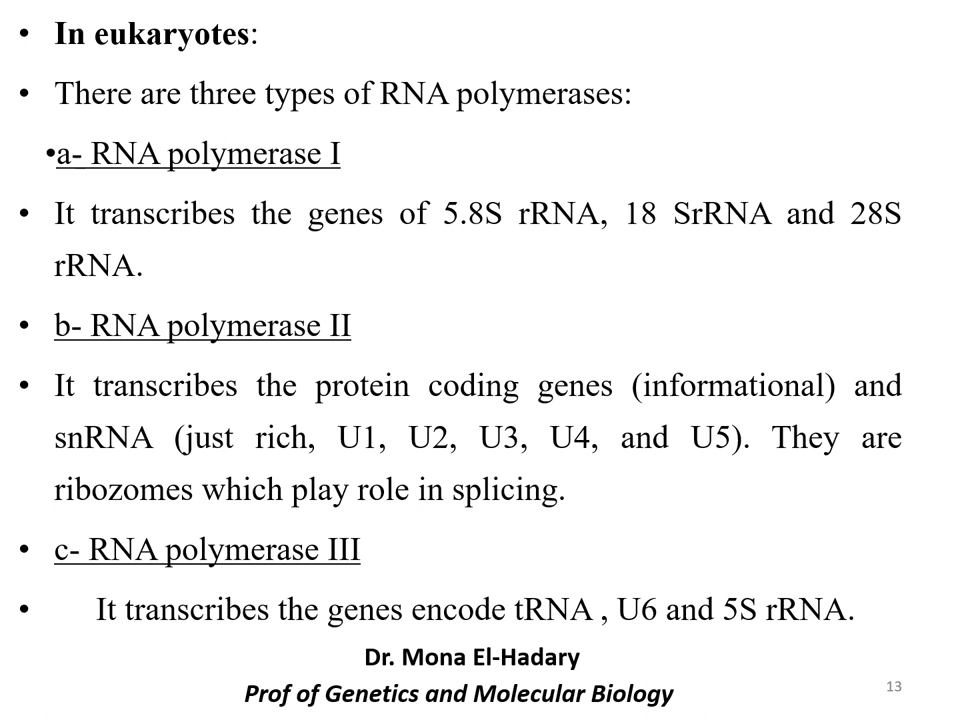 • In eukaryotes:
• There are three types of RNA polymerases:
•a- RNA polymerase I
• It transcribes the genes of 5.8S rRNA, 18 SrRNA and 28S
rRNA.
• b- RNA polymerase II
• It transcribes the protein coding genes (informational) and
snRNA (just rich, U1, U2, U3, U4, and U5). They are
ribozomes which play role in splicing.
• c- RNA polymerase III
• It transcribes the genes encode tRNA , U6 and 5S rRNA.
Dr. Mona El-Hadary
Prof of Genetics and Molecular Biology
13